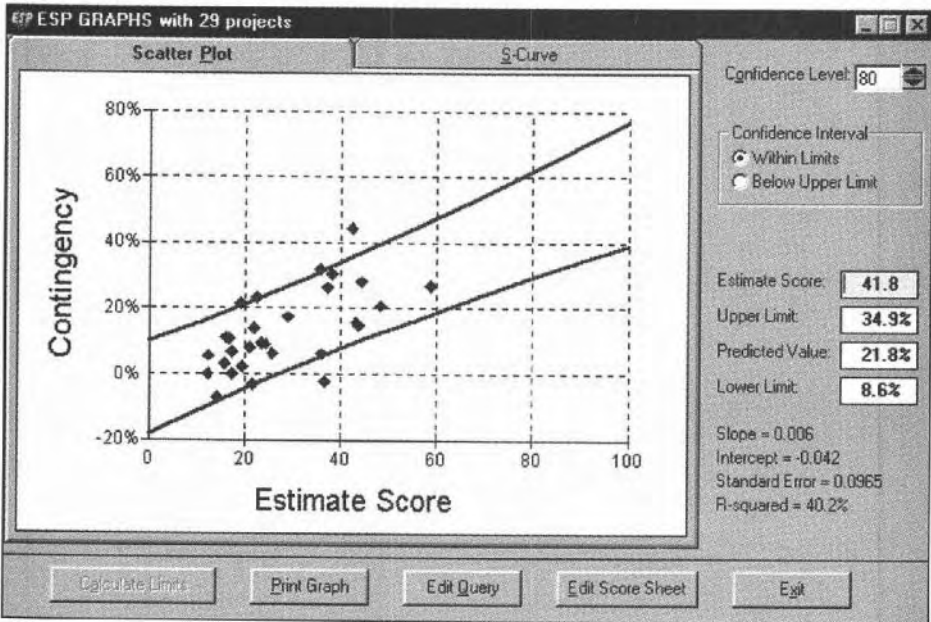 ESP ESP GRAPHS with 29 projects
Scatter Plot
S-Curve
Confidence Level: 80
Confidence Interval
Within Limits
Below Upper Limit
80%
60%
40%
20%
0%
-20%
Contingency
0 20 40 60 80 100
Estimate Score
Estimate Score: 41.8
Upper Limit: 34.9%
Predicted Value: 21.8%
Lower Limit: 8.6%
Slope = 0.006
Intercept = -0.042
Standard Error = 0.0965
R-squared = 40.2%
Calculate Limits
Print Graph
Edit Query
Edit Score Sheet
Exit